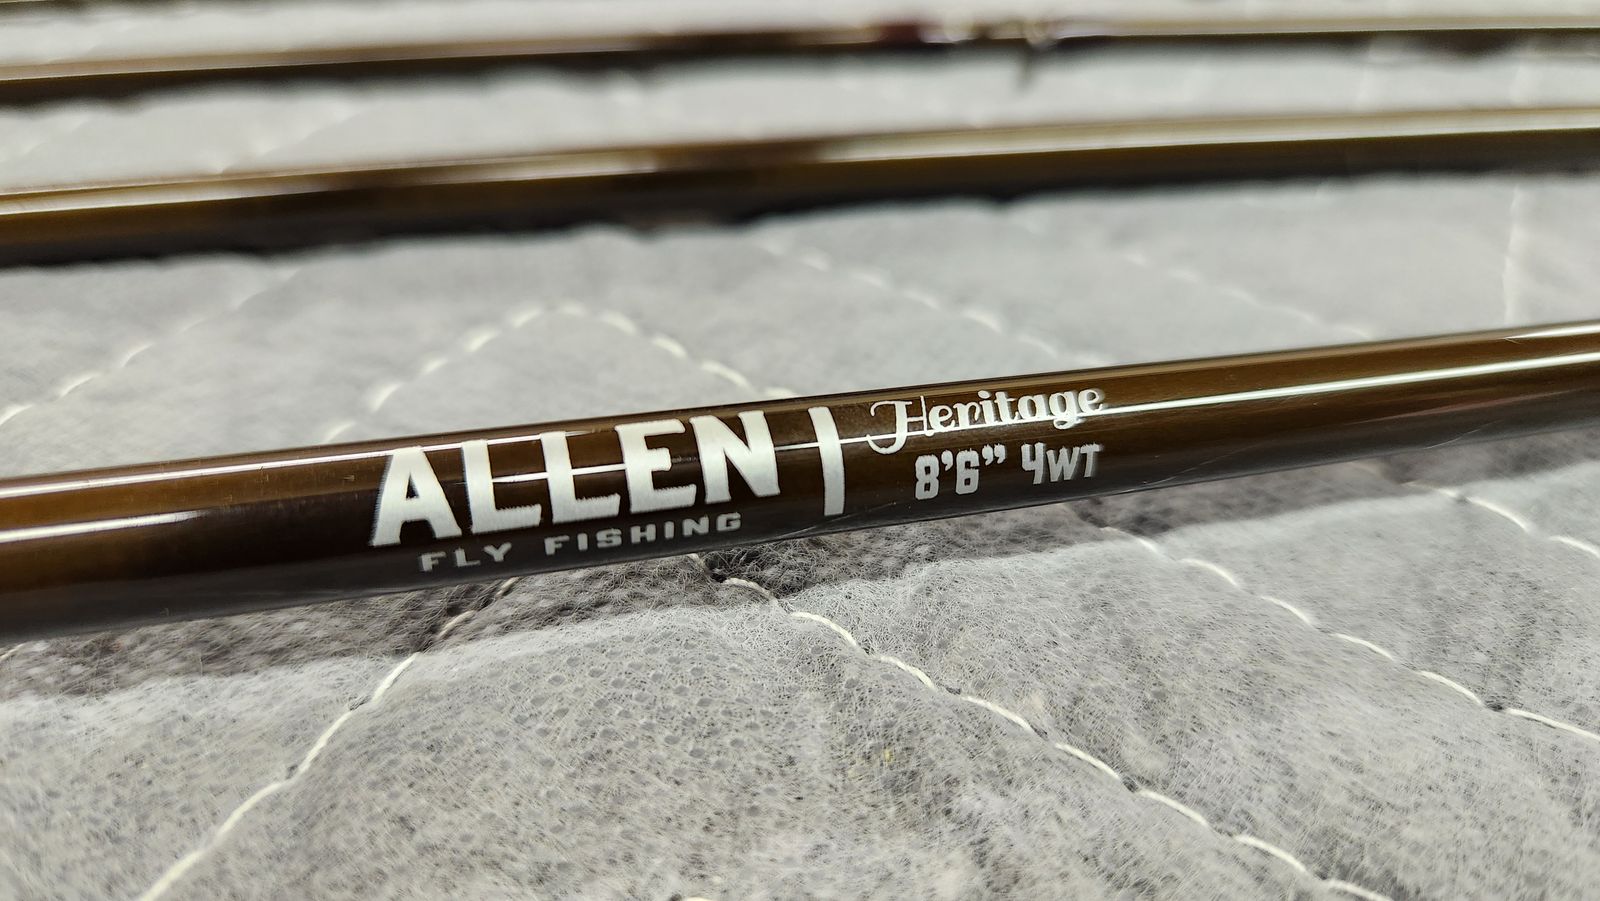 ALLEN | Heritage
FLY FISHING 8’6” 4WT